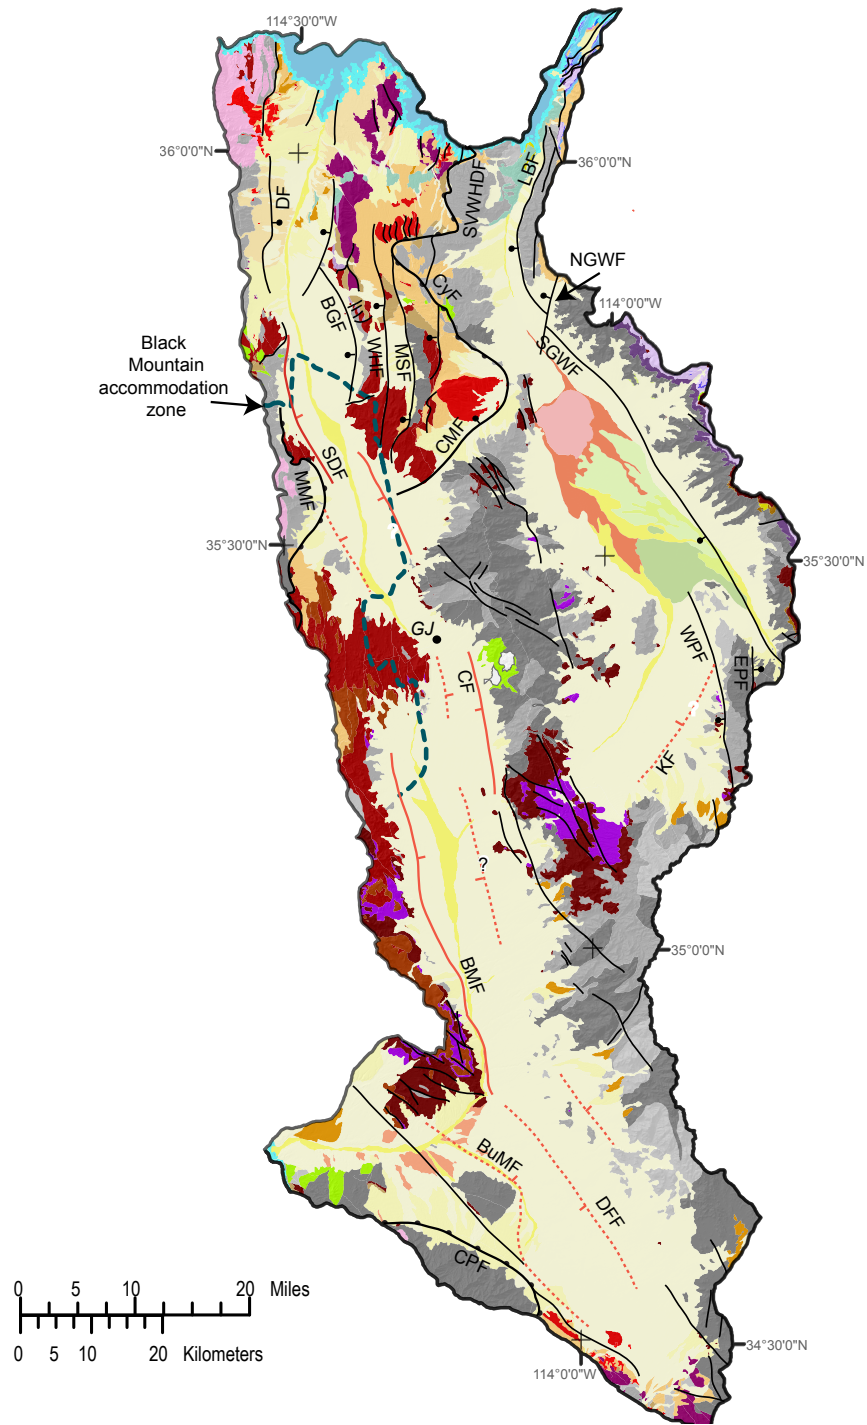 114°30'0"W
36°0'0"N
36°0'0"N
DF
LBF
SVWHDF
NGWF
CyF
114°0'0"W
BGF
(lu)
WHF
MSF
SGWF
Black
Mountain
accommodation
zone
CMF
SDF
MMF
35°30'0"N
35°30'0"N
GJ
WPF
EPF
CF
KF
?
35°0'0"N
BMF
BuMF
DFF
CPF
0 5 10 20 Miles
0 5 10 20 Kilometers
34°30'0"N
114°0'0"W